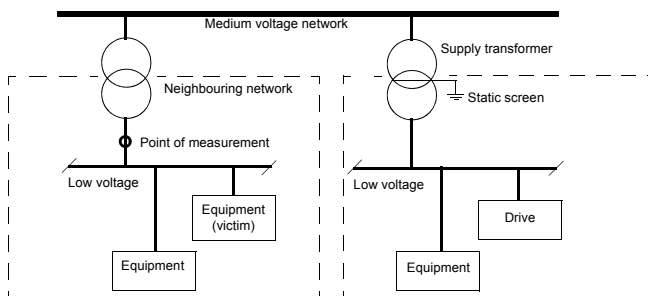 Medium voltage network
Supply transformer
Neighbouring network
Static screen
Point of measurement
Low voltage
Low voltage
Equipment
(victim)
Drive
Equipment
Equipment